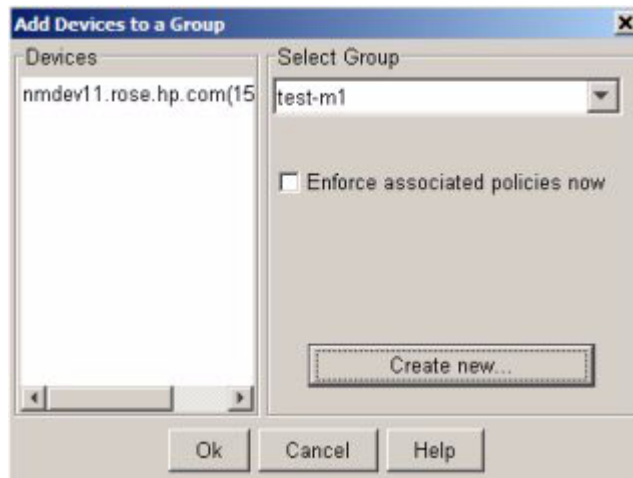 Add Devices to a Group
Devices
nmdev11.rose.hp.com(15
Select Group
test-m1
Enforce associated policies now
Create new...
Ok
Cancel
Help